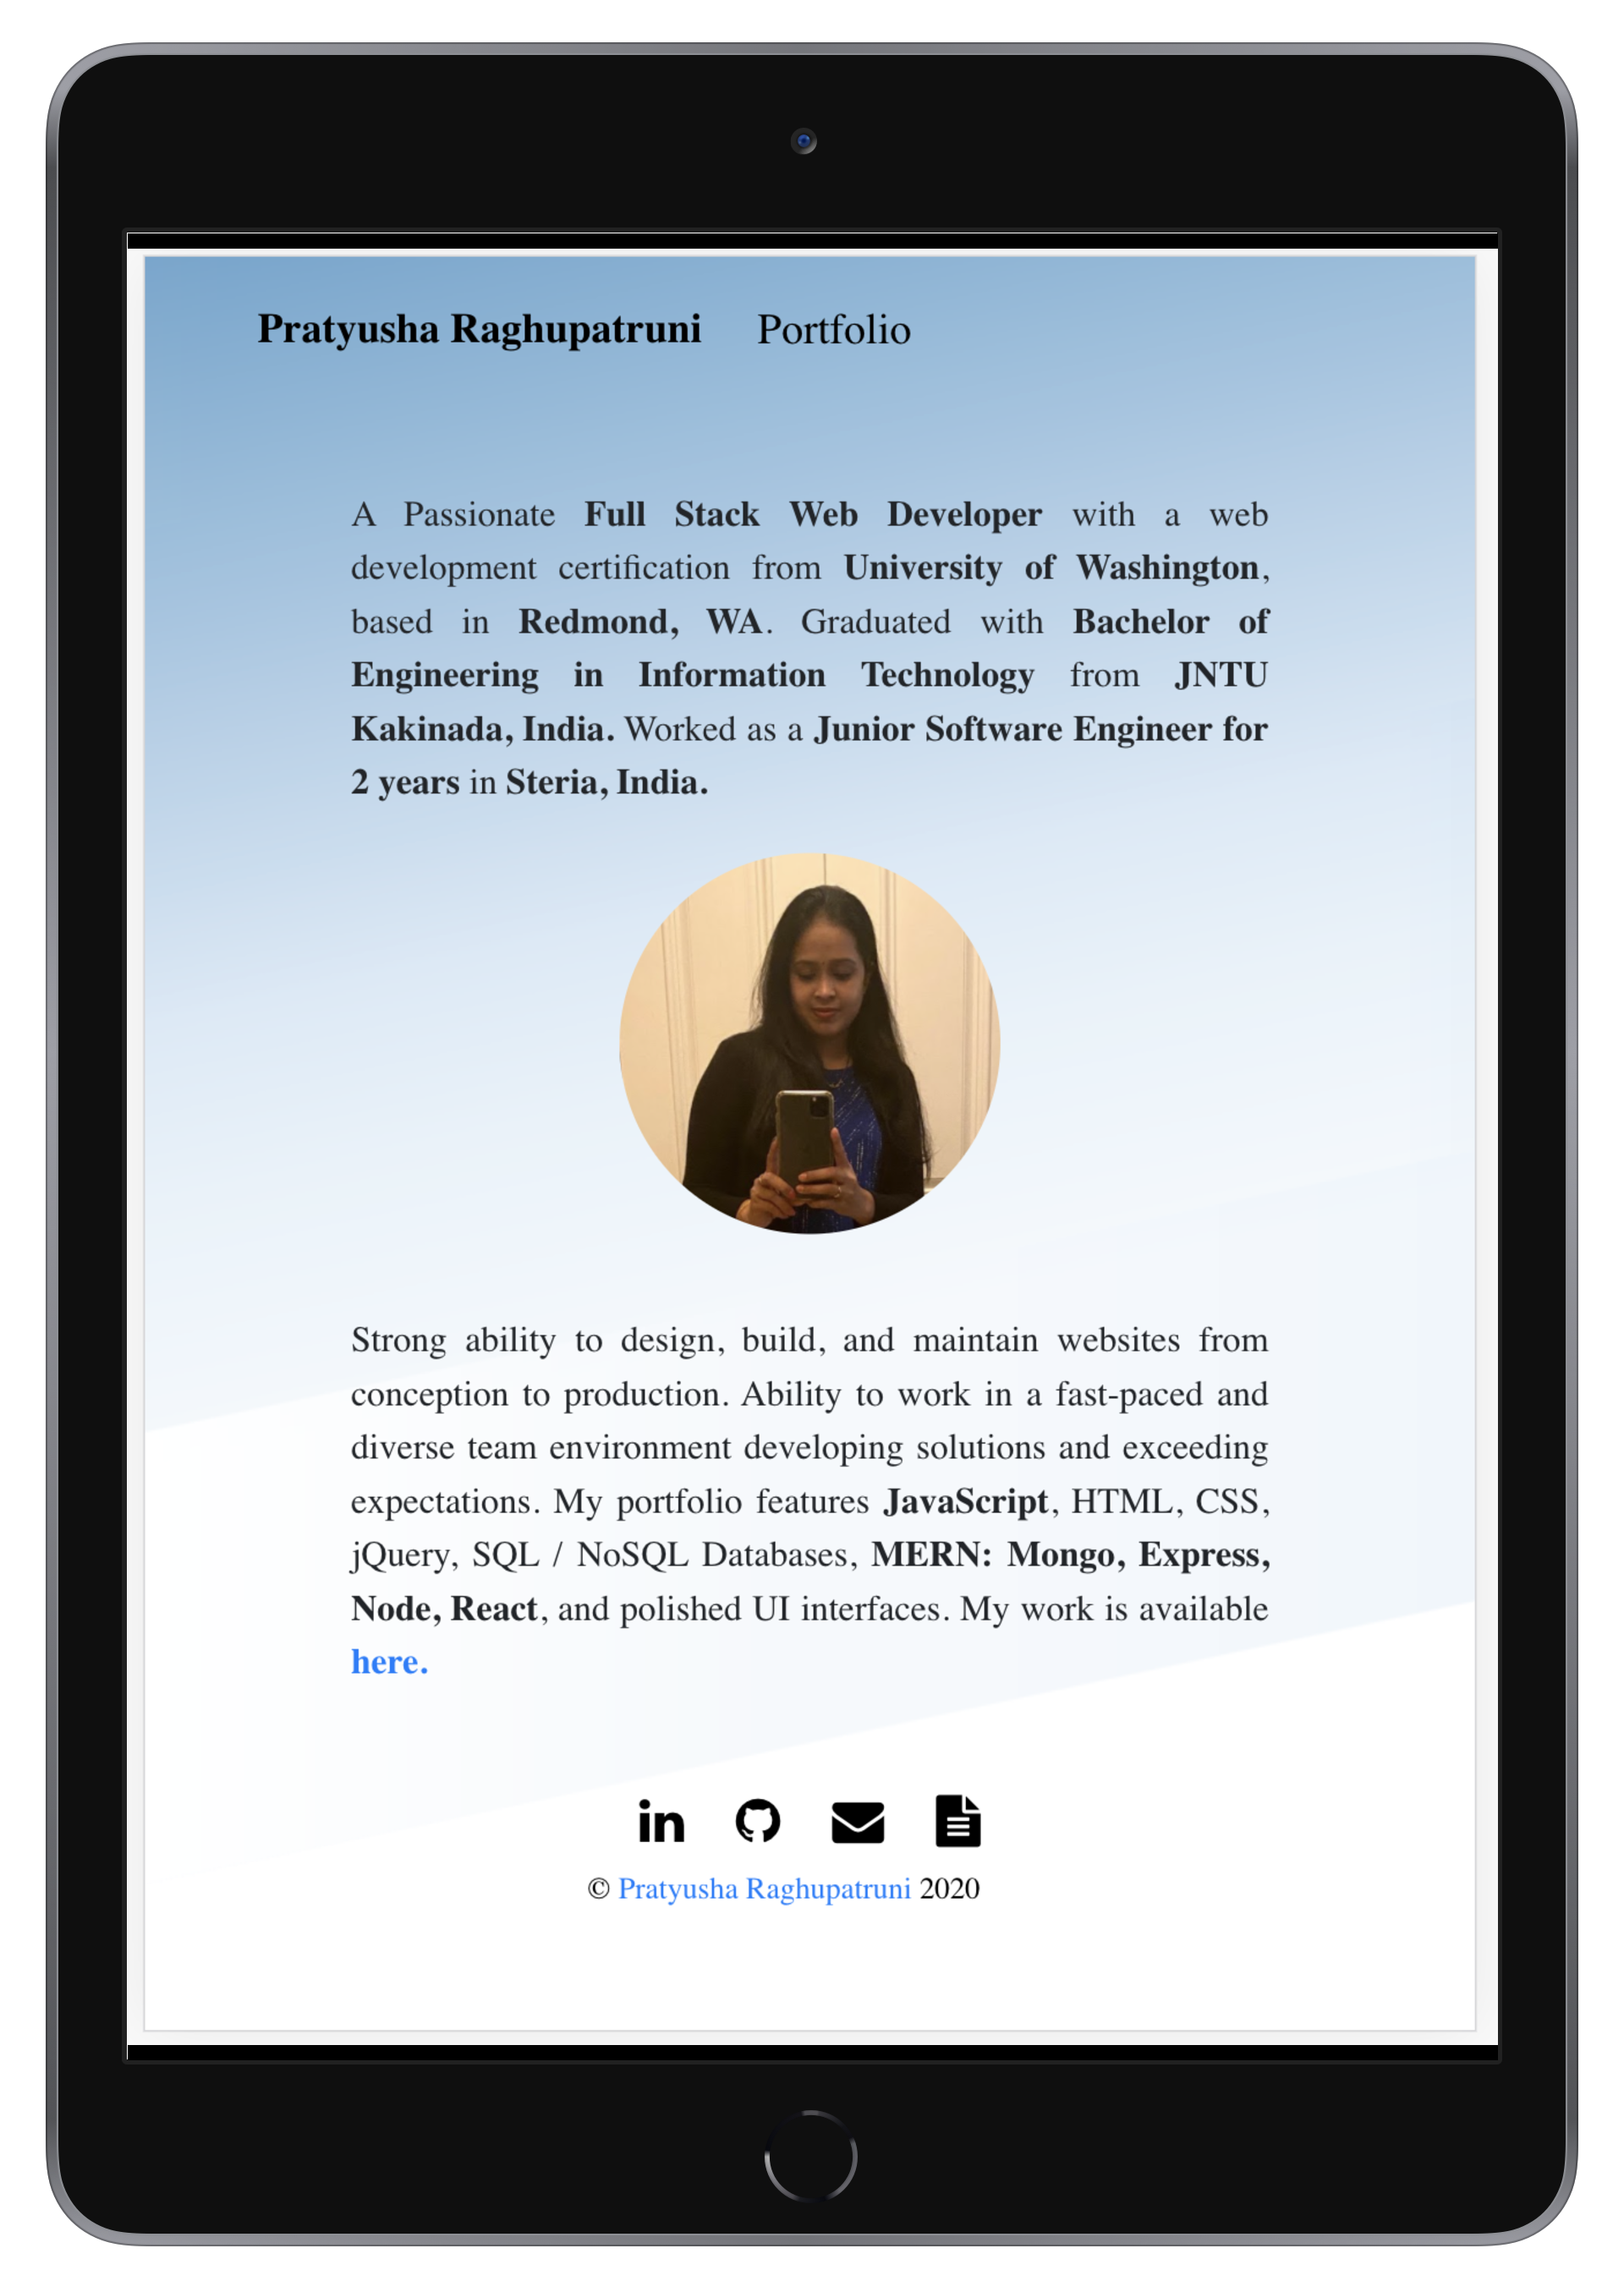 Pratyusha Raghupatruni Portfolio
A Passionate Full Stack Web Developer with a web
development certification from University of Washington,
based in Redmond, WA. Graduated with Bachelor of
Engineering in Information Technology from JNTU
Kakinada, India. Worked as a Junior Software Engineer for
2 years in Steria, India.
Strong ability to design, build, and maintain websites from
conception to production. Ability to work in a fast-paced and
diverse team environment developing solutions and exceeding
expectations. My portfolio features JavaScript, HTML, CSS,
jQuery, SQL / NoSQL Databases, MERN: Mongo, Express,
Node, React, and polished UI interfaces. My work is available
here.
in
© Pratyusha Raghupatruni 2020